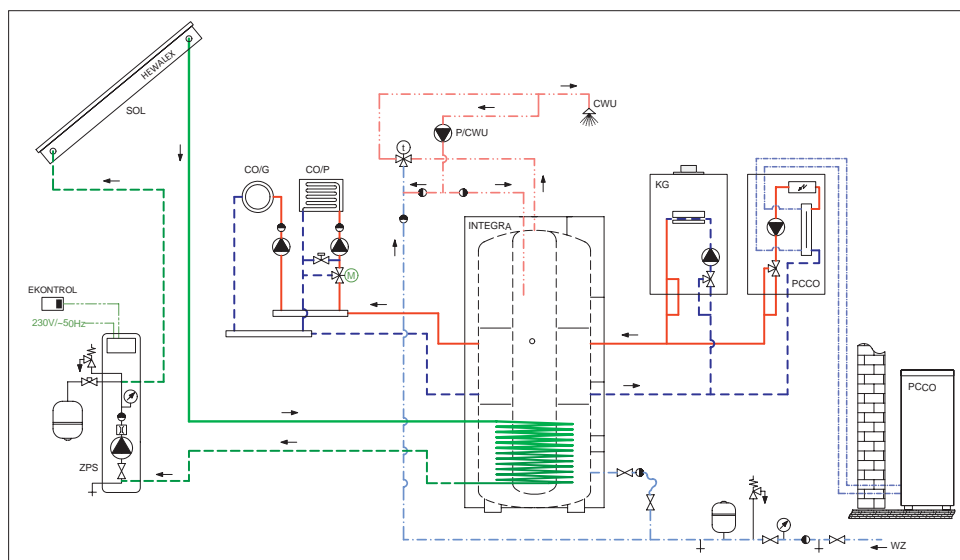 HEWALEX
SOL
CWU
P/CWU
t
CO/G
CO/P
KG
INTEGRA
M
PCCO
EKONTROL
230V/~50Hz
PCCO
ZPS
WZ